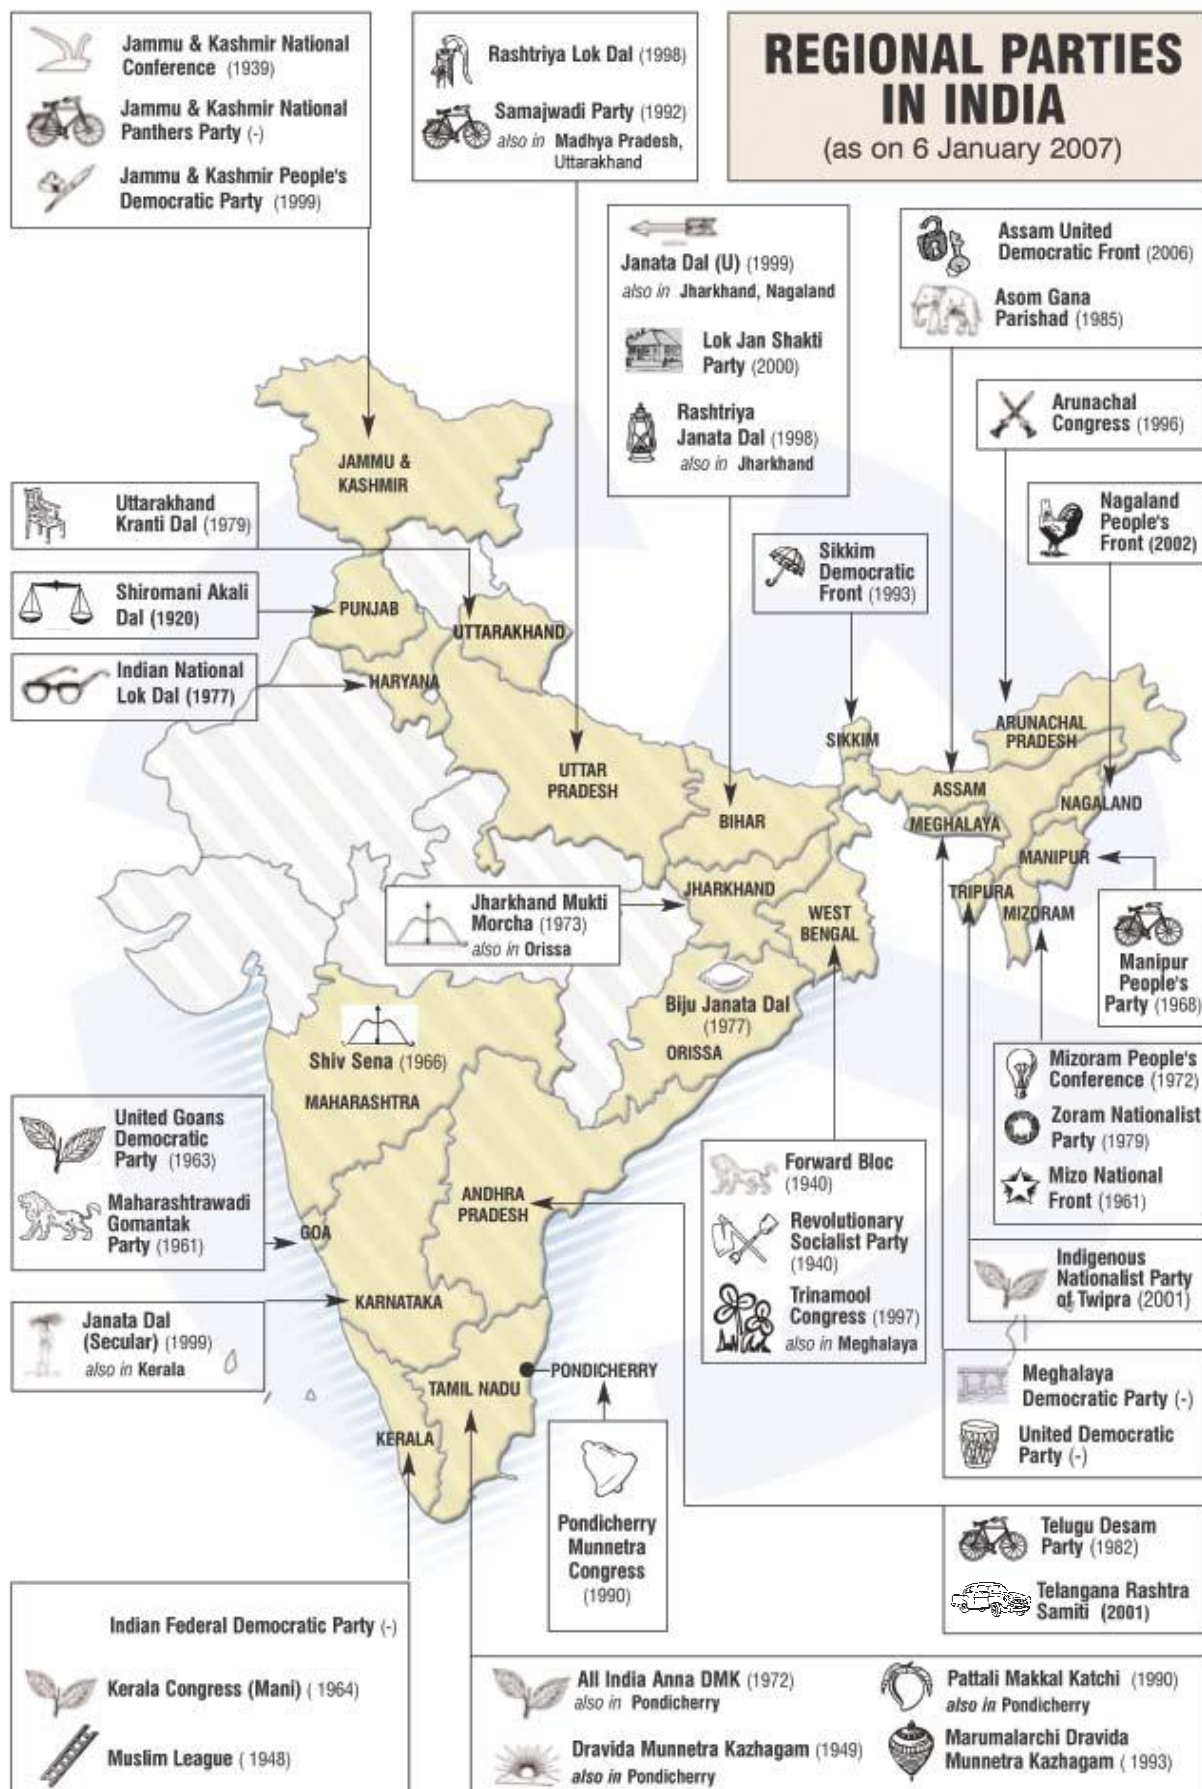 REGIONAL PARTIES
IN INDIA
(as on 6 January 2007)
Jammu & Kashmir National
Conference (1939)
Jammu & Kashmir National
Panthers Party (-)
Jammu & Kashmir People's
Democratic Party (1999)
Rashtriya Lok Dal (1998)
Samajwadi Party (1992)
also in Madhya Pradesh,
Uttarakhand
Janata Dal (U) (1999)
also in Jharkhand, Nagaland
Lok Jan Shakti
Party (2000)
Rashtriya
Janata Dal (1998)
also in Jharkhand
Assam United
Democratic Front (2006)
Asom Gana
Parishad (1985)
Arunachal
Congress (1996)
Nagaland
People's
Front (2002)
Sikkim
Democratic
Front (1993)
Uttarakhand
Kranti Dal (1979)
Shiromani Akali
Dal (1920)
Indian National
Lok Dal (1977)
JAMMU &
KASHMIR
PUNJAB
UTTARAKHAND
HARYANA
UTTAR
PRADESH
BIHAR
SIKKIM
ARUNACHAL
PRADESH
ASSAM
NAGALAND
MEGHALAYA
MANIPUR
TRIPURA
MIZORAM
JHARKHAND
WEST
BENGAL
Jharkhand Mukti
Morcha (1973)
also in Orissa
Biju Janata Dal
(1977)
ORISSA
Shiv Sena (1966)
MAHARASHTRA
Manipur
People's
Party (1968)
Mizoram People's
Conference (1972)
Zoram Nationalist
Party (1979)
Mizo National
Front (1961)
Indigenous
Nationalist Party
of Twipra (2001)
United Goans
Democratic
Party (1963)
Maharashtrawadi
Gomantak
Party (1961)
GOA
ANDHRA
PRADESH
KARNATAKA
Janata Dal
(Secular) (1999)
also in Kerala
Forward Bloc
(1940)
Revolutionary
Socialist Party
(1940)
Trinamool
Congress (1997)
also in Meghalaya
Meghalaya
Democratic Party (-)
United Democratic
Party (-)
PONDICHERRY
TAMIL NADU
KERALA
Pondicherry
Munnetra
Congress
(1990)
Telugu Desam
Party (1982)
Telangana Rashtra
Samiti (2001)
Indian Federal Democratic Party (-)
Kerala Congress (Mani) ( 1964)
Muslim League ( 1948)
All India Anna DMK (1972)
also in Pondicherry
Dravida Munnetra Kazhagam (1949)
also in Pondicherry
Pattali Makkal Katchi (1990)
also in Pondicherry
Marumalarchi Dravida
Munnetra Kazhagam ( 1993)